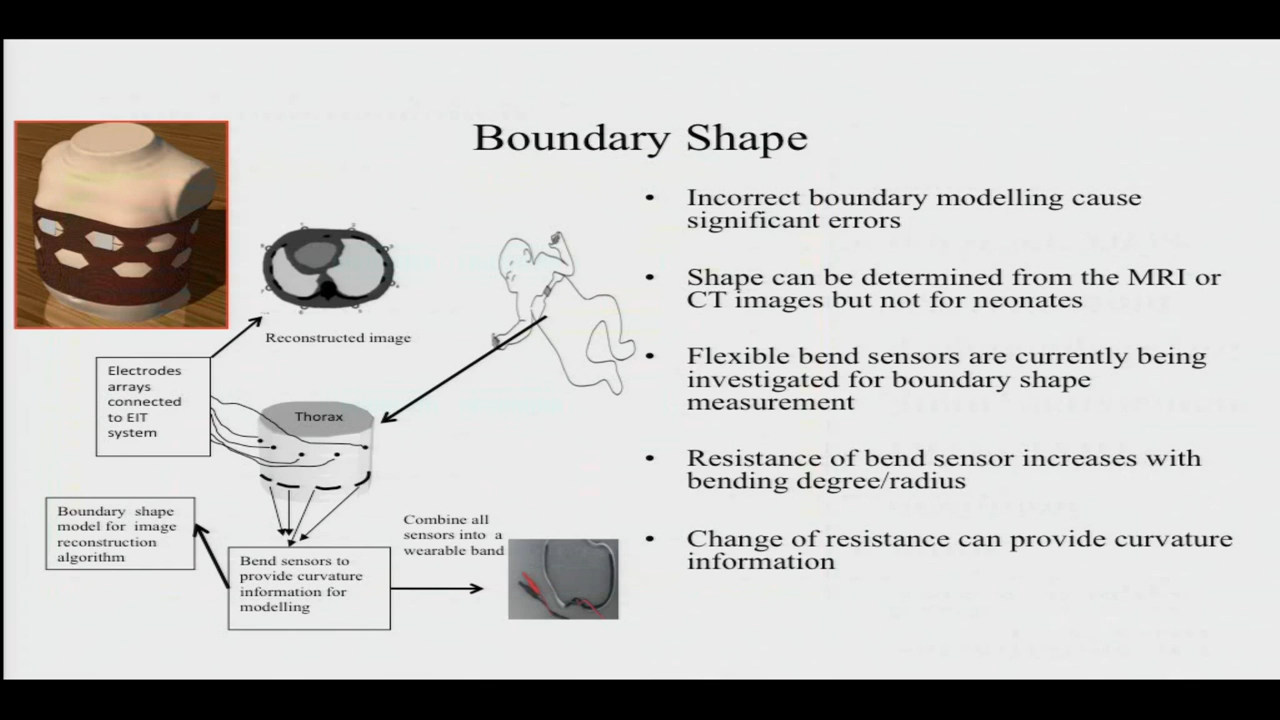 Boundary Shape
• Incorrect boundary modelling cause
significant errors
• Shape can be determined from the MRI or
CT images but not for neonates
• Flexible bend sensors are currently being
investigated for boundary shape
measurement
• Resistance of bend sensor increases with
bending degree/radius
• Change of resistance can provide curvature
information
Reconstructed image
Electrodes
arrays
connected
to EIT
system
Thorax
Boundary shape
model for image
reconstruction
algorithm
Bend sensors to
provide curvature
information for
modelling
Combine all
sensors into a
wearable band